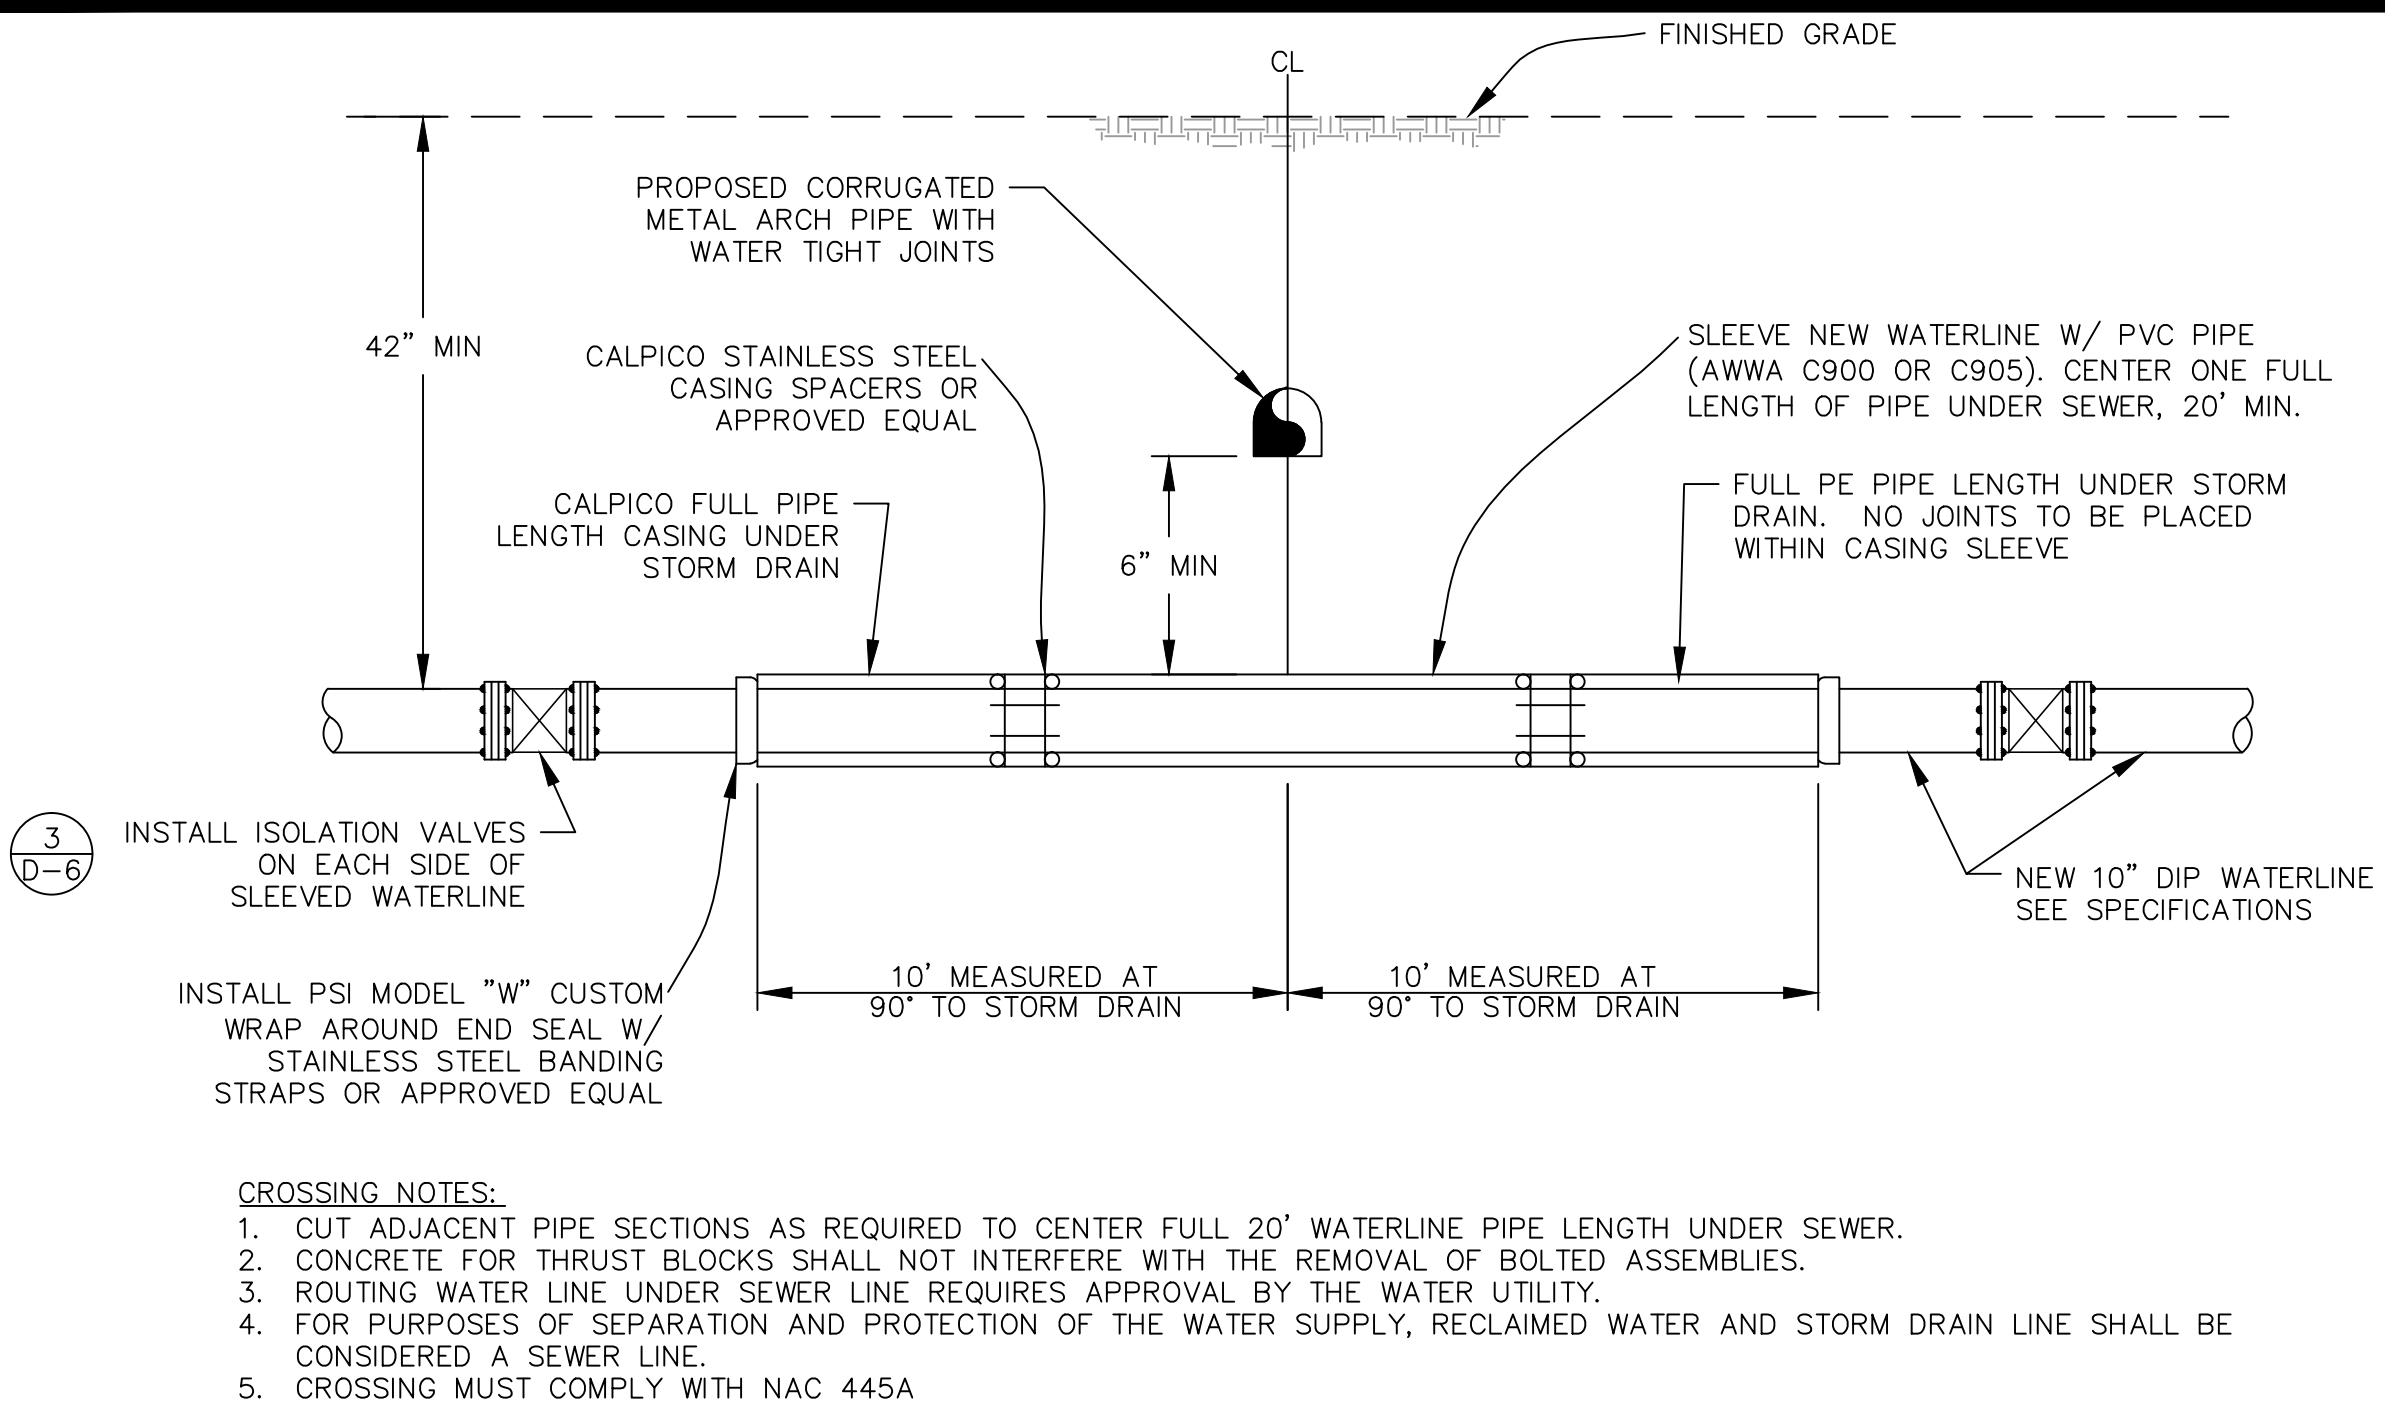 FINISHED GRADE
CL
PROPOSED CORRUGATED
METAL ARCH PIPE WITH
WATER TIGHT JOINTS
42" MIN
CALPICO STAINLESS STEEL
CASING SPACERS OR
APPROVED EQUAL
SLEEVE NEW WATERLINE W/ PVC PIPE
(AWWA C900 OR C905). CENTER ONE FULL
LENGTH OF PIPE UNDER SEWER, 20' MIN.
CALPICO FULL PIPE
LENGTH CASING UNDER
STORM DRAIN
6" MIN
FULL PE PIPE LENGTH UNDER STORM
DRAIN. NO JOINTS TO BE PLACED
WITHIN CASING SLEEVE
3
D-6
INSTALL ISOLATION VALVES
ON EACH SIDE OF
SLEEVED WATERLINE
NEW 10" DIP WATERLINE
SEE SPECIFICATIONS
10' MEASURED AT
90° TO STORM DRAIN
10' MEASURED AT
90° TO STORM DRAIN
INSTALL PSI MODEL "W" CUSTOM
WRAP AROUND END SEAL W/
STAINLESS STEEL BANDING
STRAPS OR APPROVED EQUAL
CROSSING NOTES:
1. CUT ADJACENT PIPE SECTIONS AS REQUIRED TO CENTER FULL 20' WATERLINE PIPE LENGTH UNDER SEWER.
2. CONCRETE FOR THRUST BLOCKS SHALL NOT INTERFERE WITH THE REMOVAL OF BOLTED ASSEMBLIES.
3. ROUTING WATER LINE UNDER SEWER LINE REQUIRES APPROVAL BY THE WATER UTILITY.
4. FOR PURPOSES OF SEPARATION AND PROTECTION OF THE WATER SUPPLY, RECLAIMED WATER AND STORM DRAIN LINE SHALL BE
CONSIDERED A SEWER LINE.
5. CROSSING MUST COMPLY WITH NAC 445A